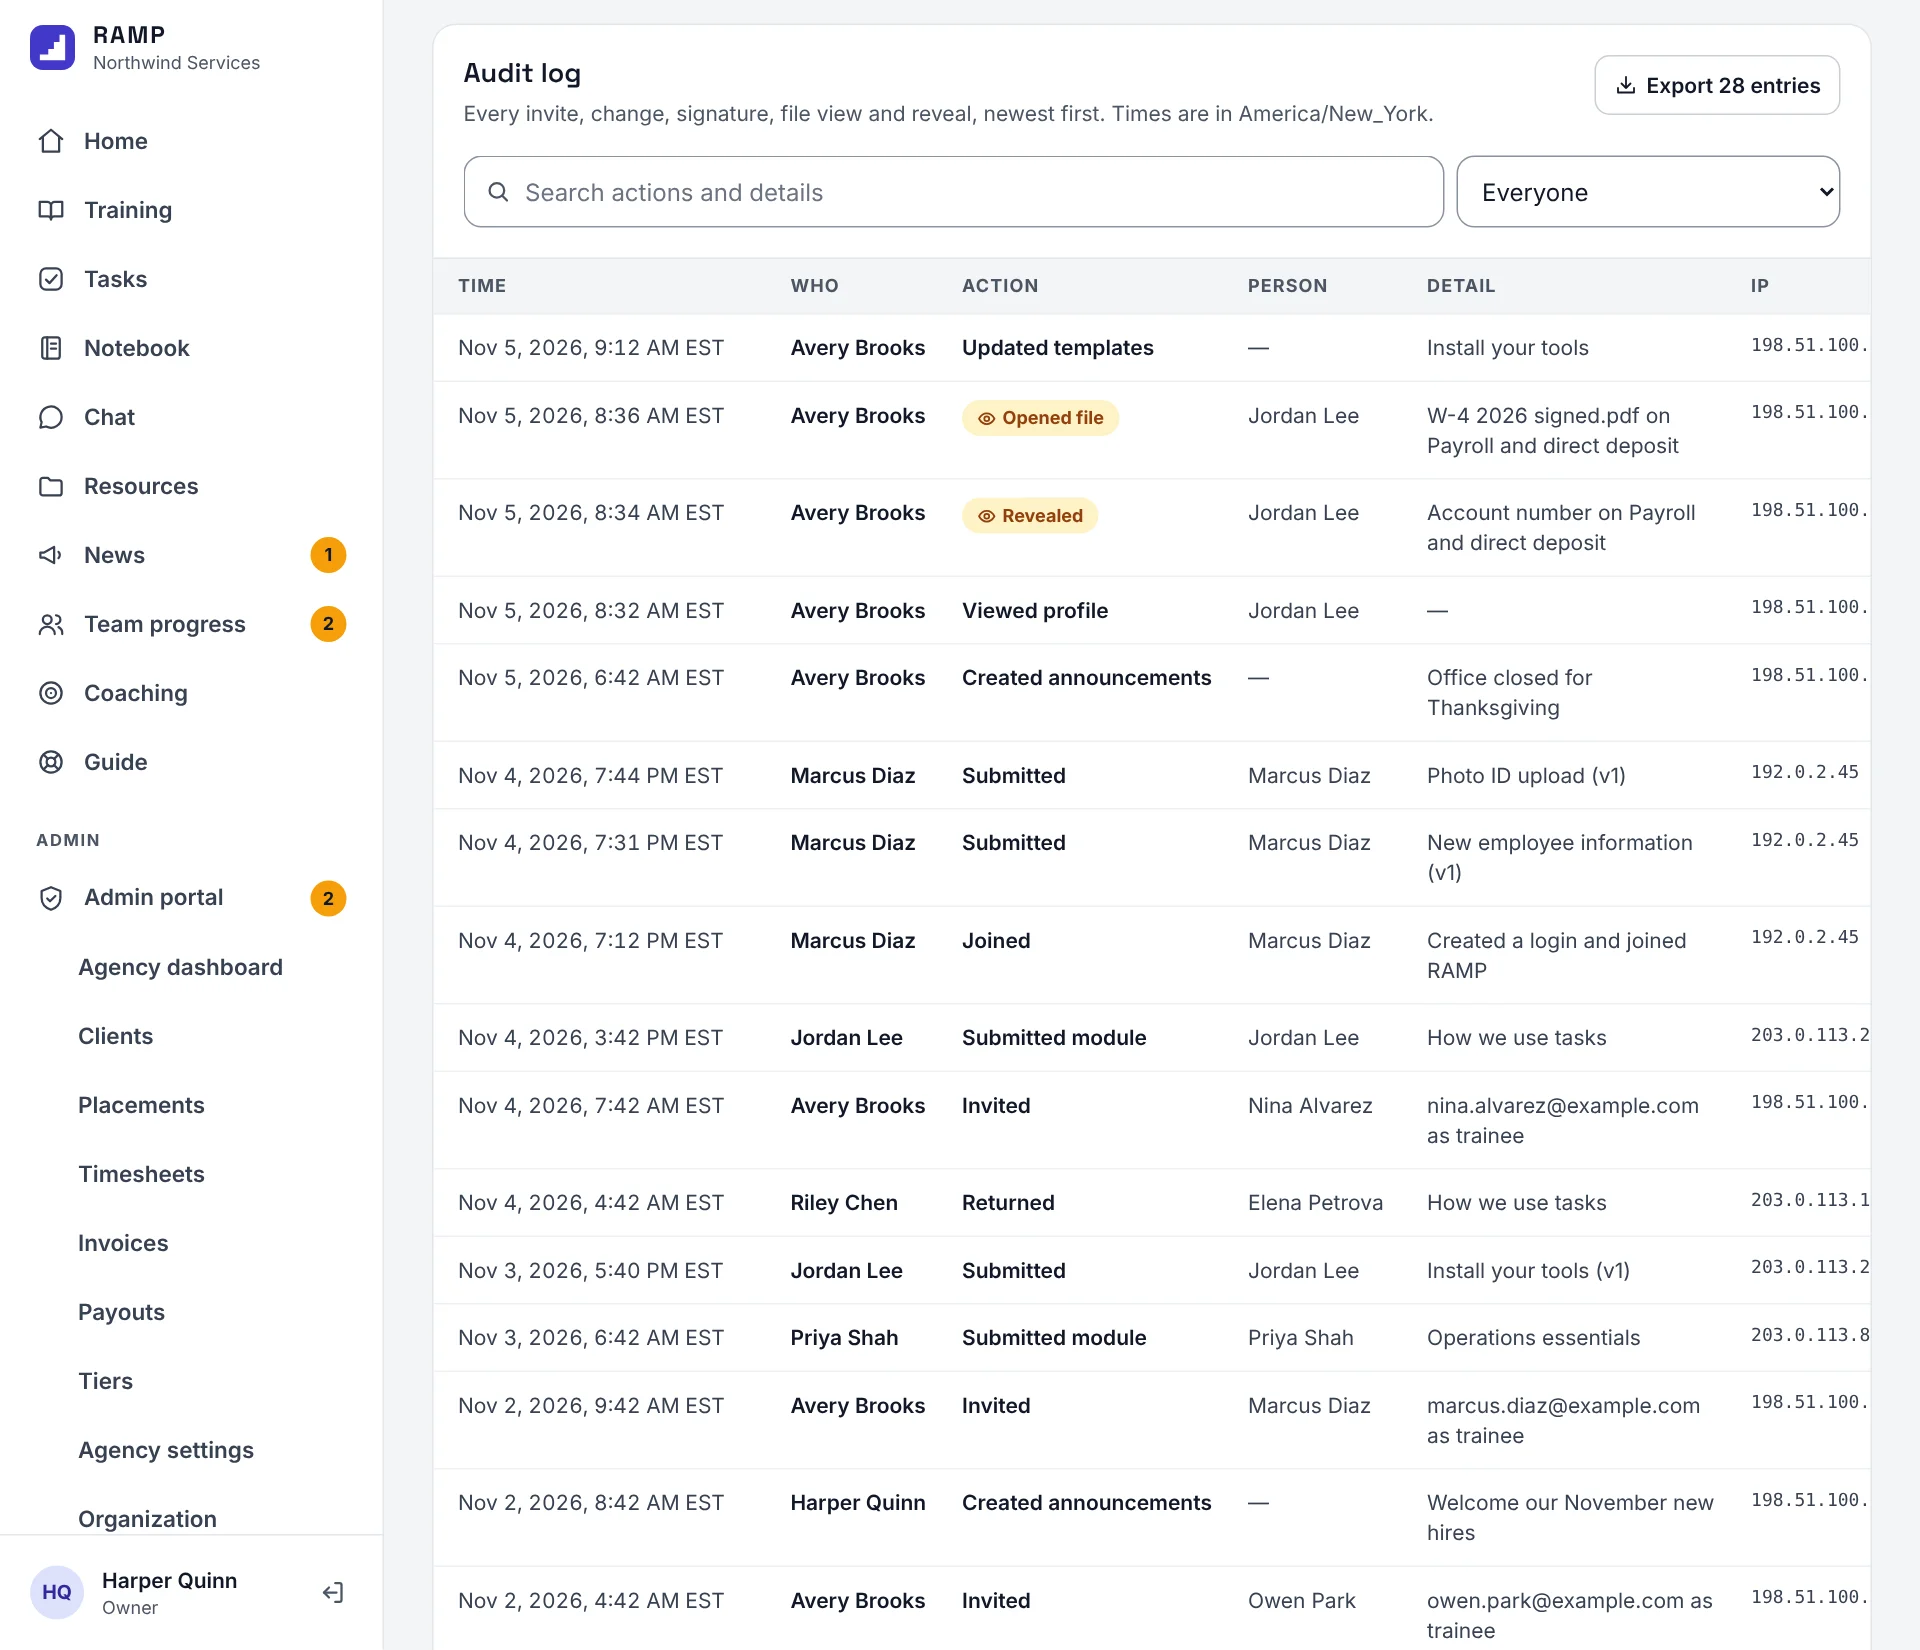 RAMP
Northwind Services
Home
Training
Tasks
Notebook
Chat
Resources
News 1
Team progress 2
Coaching
Guide
ADMIN
Admin portal 2
Agency dashboard
Clients
Placements
Timesheets
Invoices
Payouts
Tiers
Agency settings
Organization
HQ
Harper Quinn
Owner
Audit log
Every invite, change, signature, file view and reveal, newest first. Times are in America/New_York.
Export 28 entries
Search actions and details
Everyone
TIME WHO ACTION PERSON DETAIL IP
Nov 5, 2026, 9:12 AM EST Avery Brooks Updated templates — Install your tools 198.51.100.
Nov 5, 2026, 8:36 AM EST Avery Brooks Opened file Jordan Lee W-4 2026 signed.pdf on 198.51.100.
Payroll and direct deposit
Nov 5, 2026, 8:34 AM EST Avery Brooks Revealed Jordan Lee Account number on Payroll 198.51.100.
and direct deposit
Nov 5, 2026, 8:32 AM EST Avery Brooks Viewed profile Jordan Lee — 198.51.100.
Nov 5, 2026, 6:42 AM EST Avery Brooks Created announcements — Office closed for 198.51.100.
Thanksgiving
Nov 4, 2026, 7:44 PM EST Marcus Diaz Submitted Marcus Diaz Photo ID upload (v1) 192.0.2.45
Nov 4, 2026, 7:31 PM EST Marcus Diaz Submitted Marcus Diaz New employee information 192.0.2.45
(v1)
Nov 4, 2026, 7:12 PM EST Marcus Diaz Joined Marcus Diaz Created a login and joined 192.0.2.45
RAMP
Nov 4, 2026, 3:42 PM EST Jordan Lee Submitted module Jordan Lee How we use tasks 203.0.113.2
Nov 4, 2026, 7:42 AM EST Avery Brooks Invited Nina Alvarez nina.alvarez@example.com 198.51.100.
as trainee
Nov 4, 2026, 4:42 AM EST Riley Chen Returned Elena Petrova How we use tasks 203.0.113.1
Nov 3, 2026, 5:40 PM EST Jordan Lee Submitted Jordan Lee Install your tools (v1) 203.0.113.2
Nov 3, 2026, 6:42 AM EST Priya Shah Submitted module Priya Shah Operations essentials 203.0.113.8
Nov 2, 2026, 9:42 AM EST Avery Brooks Invited Marcus Diaz marcus.diaz@example.com 198.51.100.
as trainee
Nov 2, 2026, 8:42 AM EST Harper Quinn Created announcements — Welcome our November new 198.51.100.
hires
Nov 2, 2026, 4:42 AM EST Avery Brooks Invited Owen Park owen.park@example.com as 198.51.100.
trainee